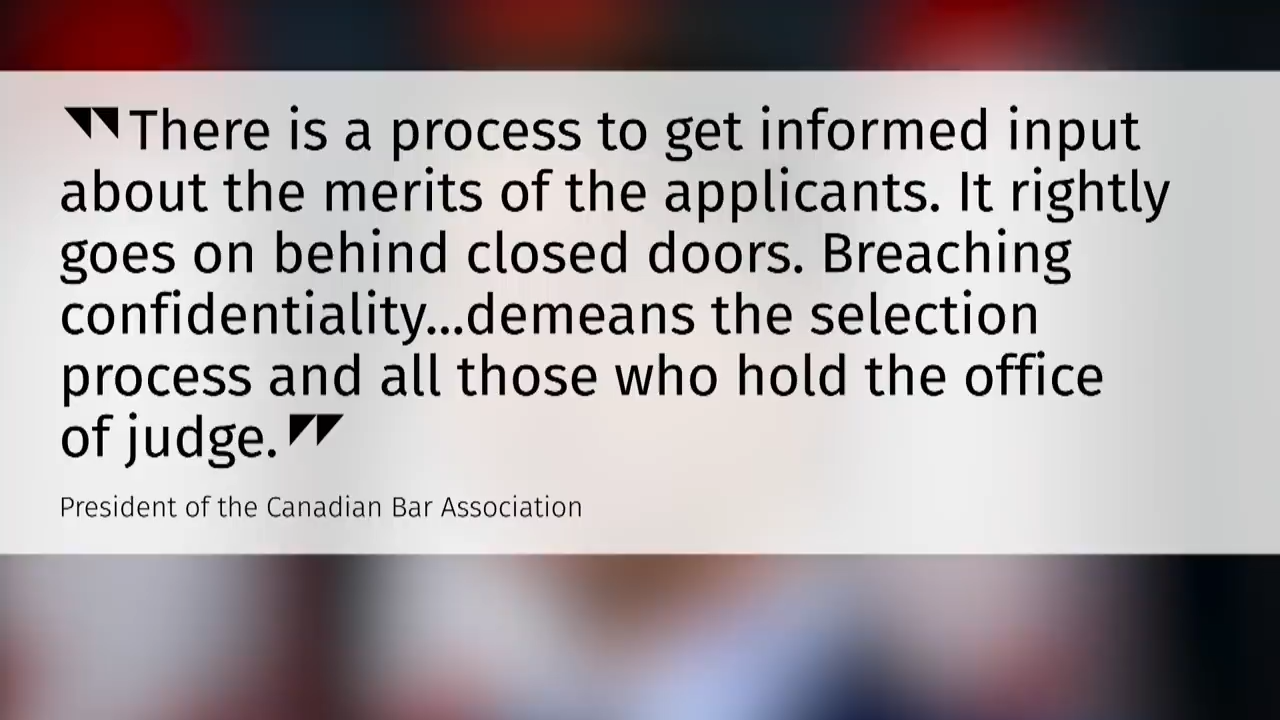 "There is a process to get informed input
about the merits of the applicants. It rightly
goes on behind closed doors. Breaching
confidentiality...demeans the selection
process and all those who hold the office
of judge."
President of the Canadian Bar Association